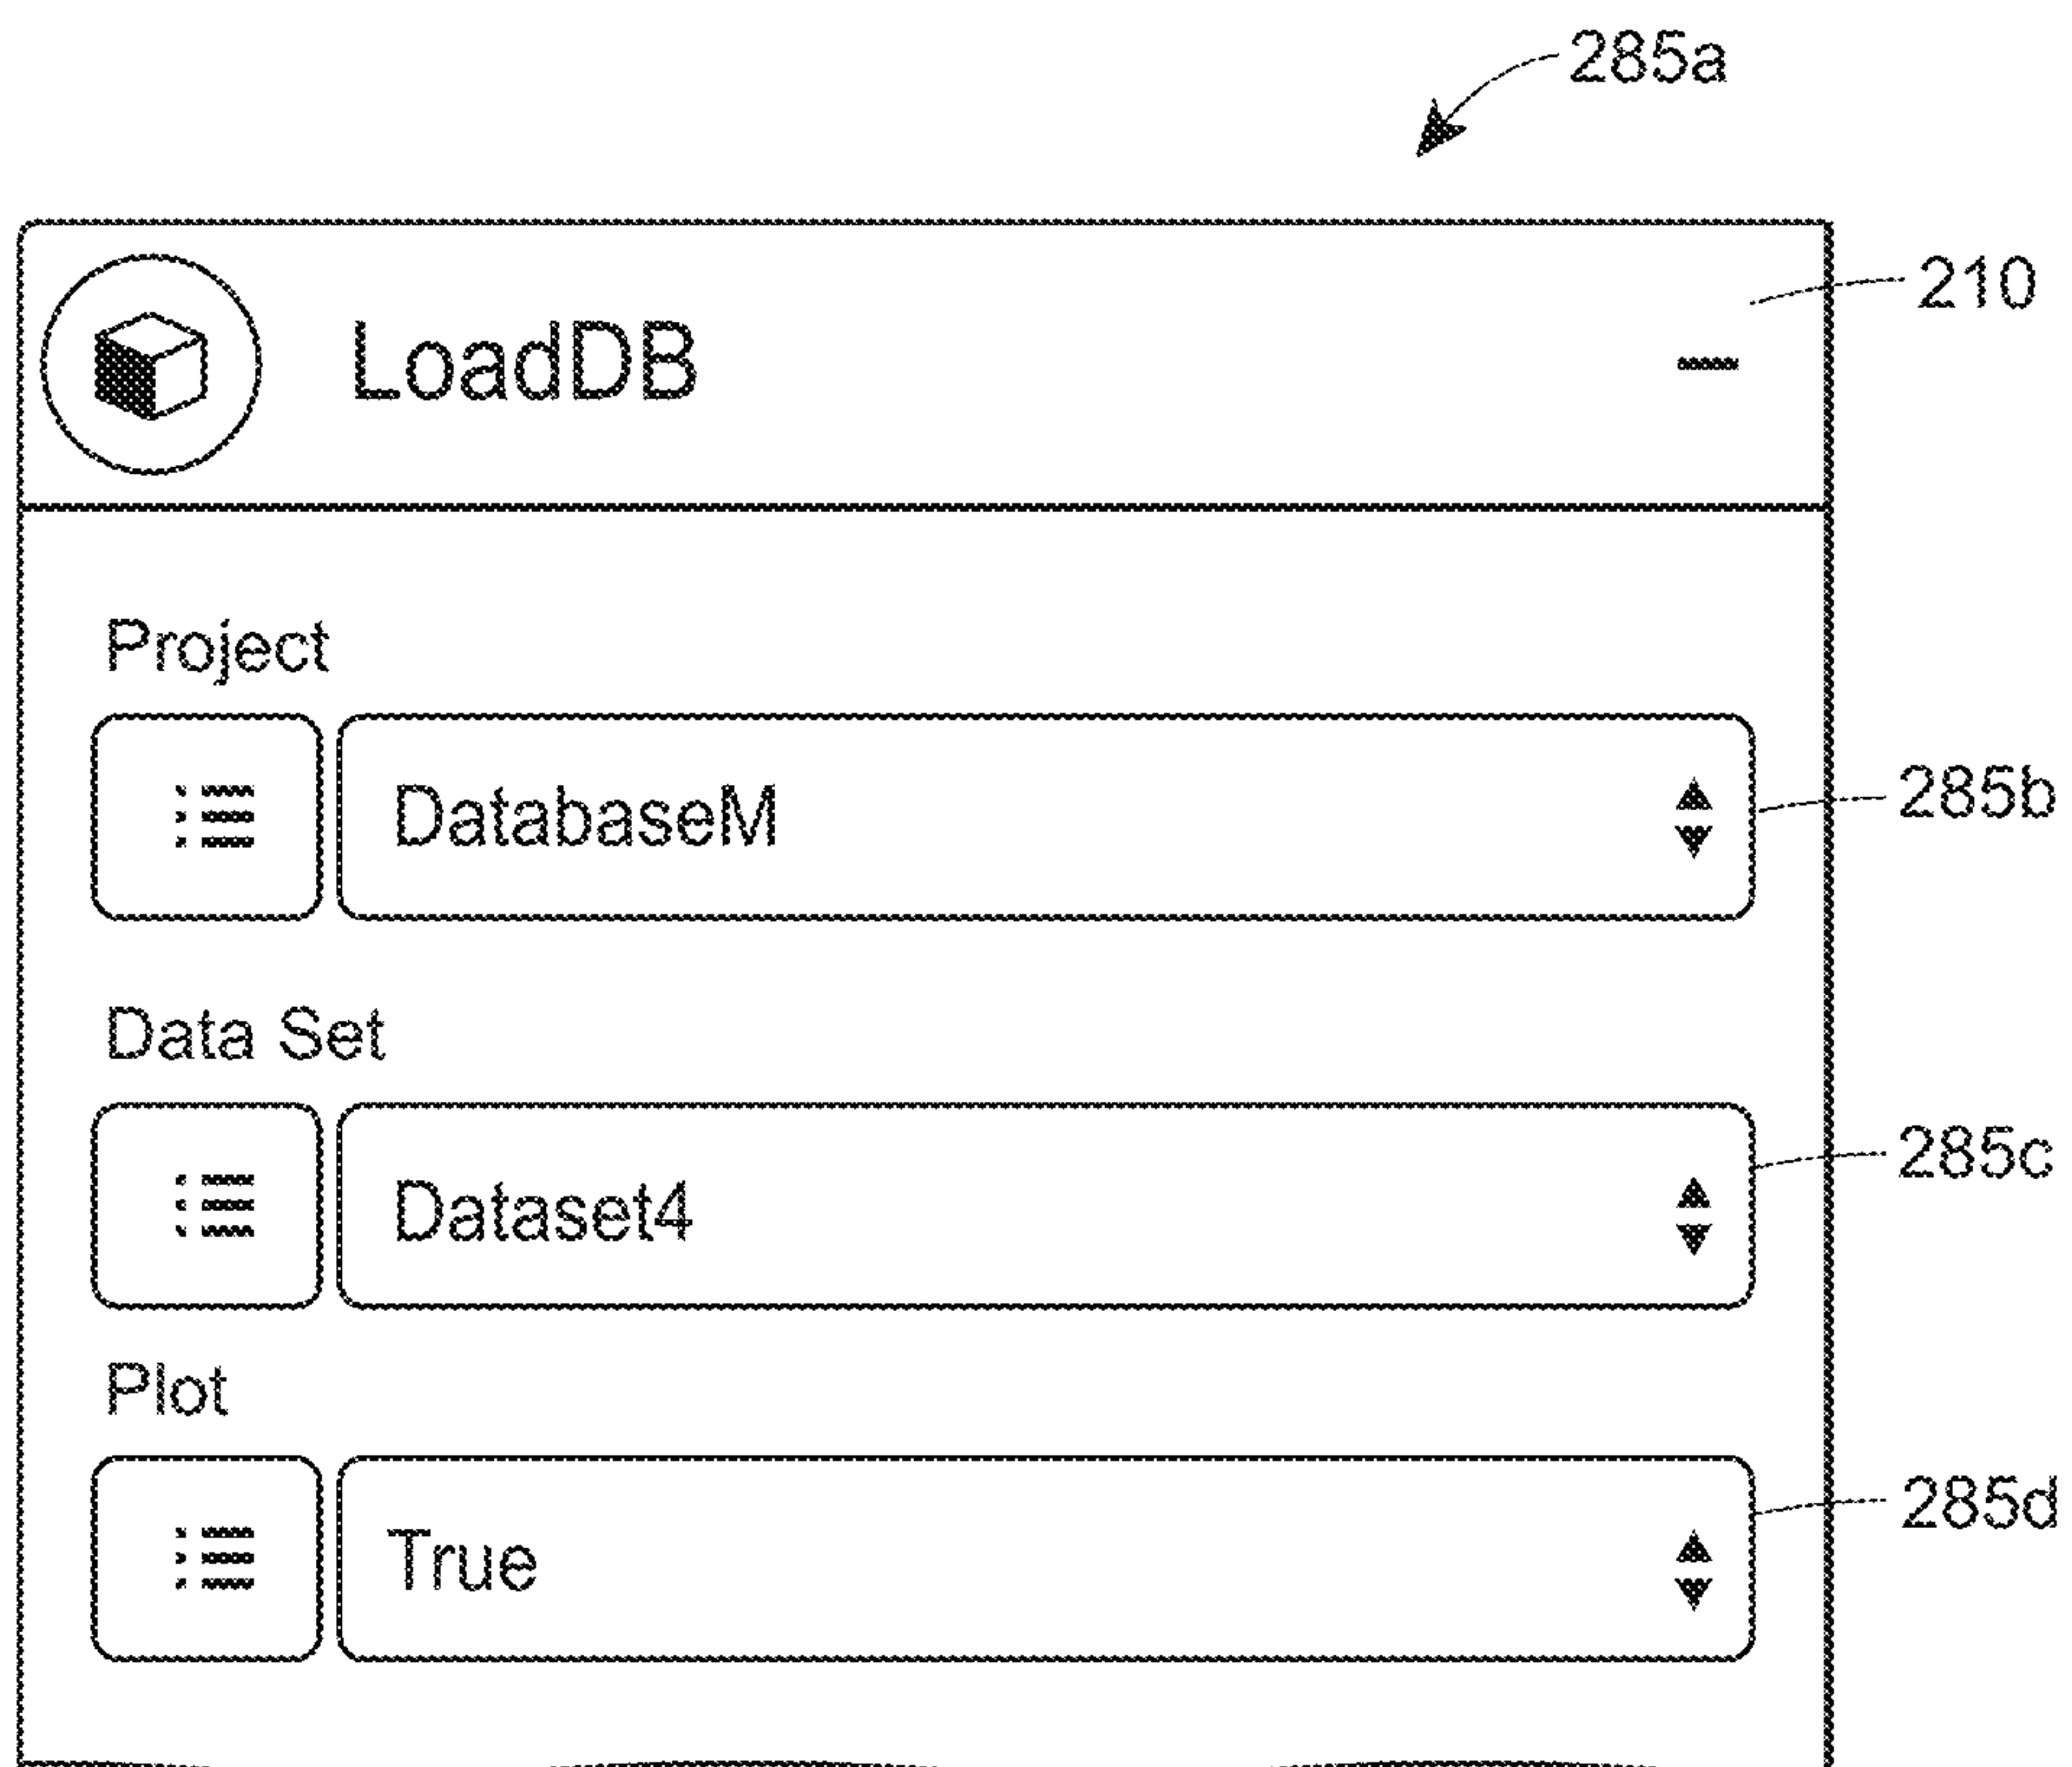 285a
210
LoadDB
Project
DatabaseM
285b
Data Set
Dataset4
285c
Plot
True
285d